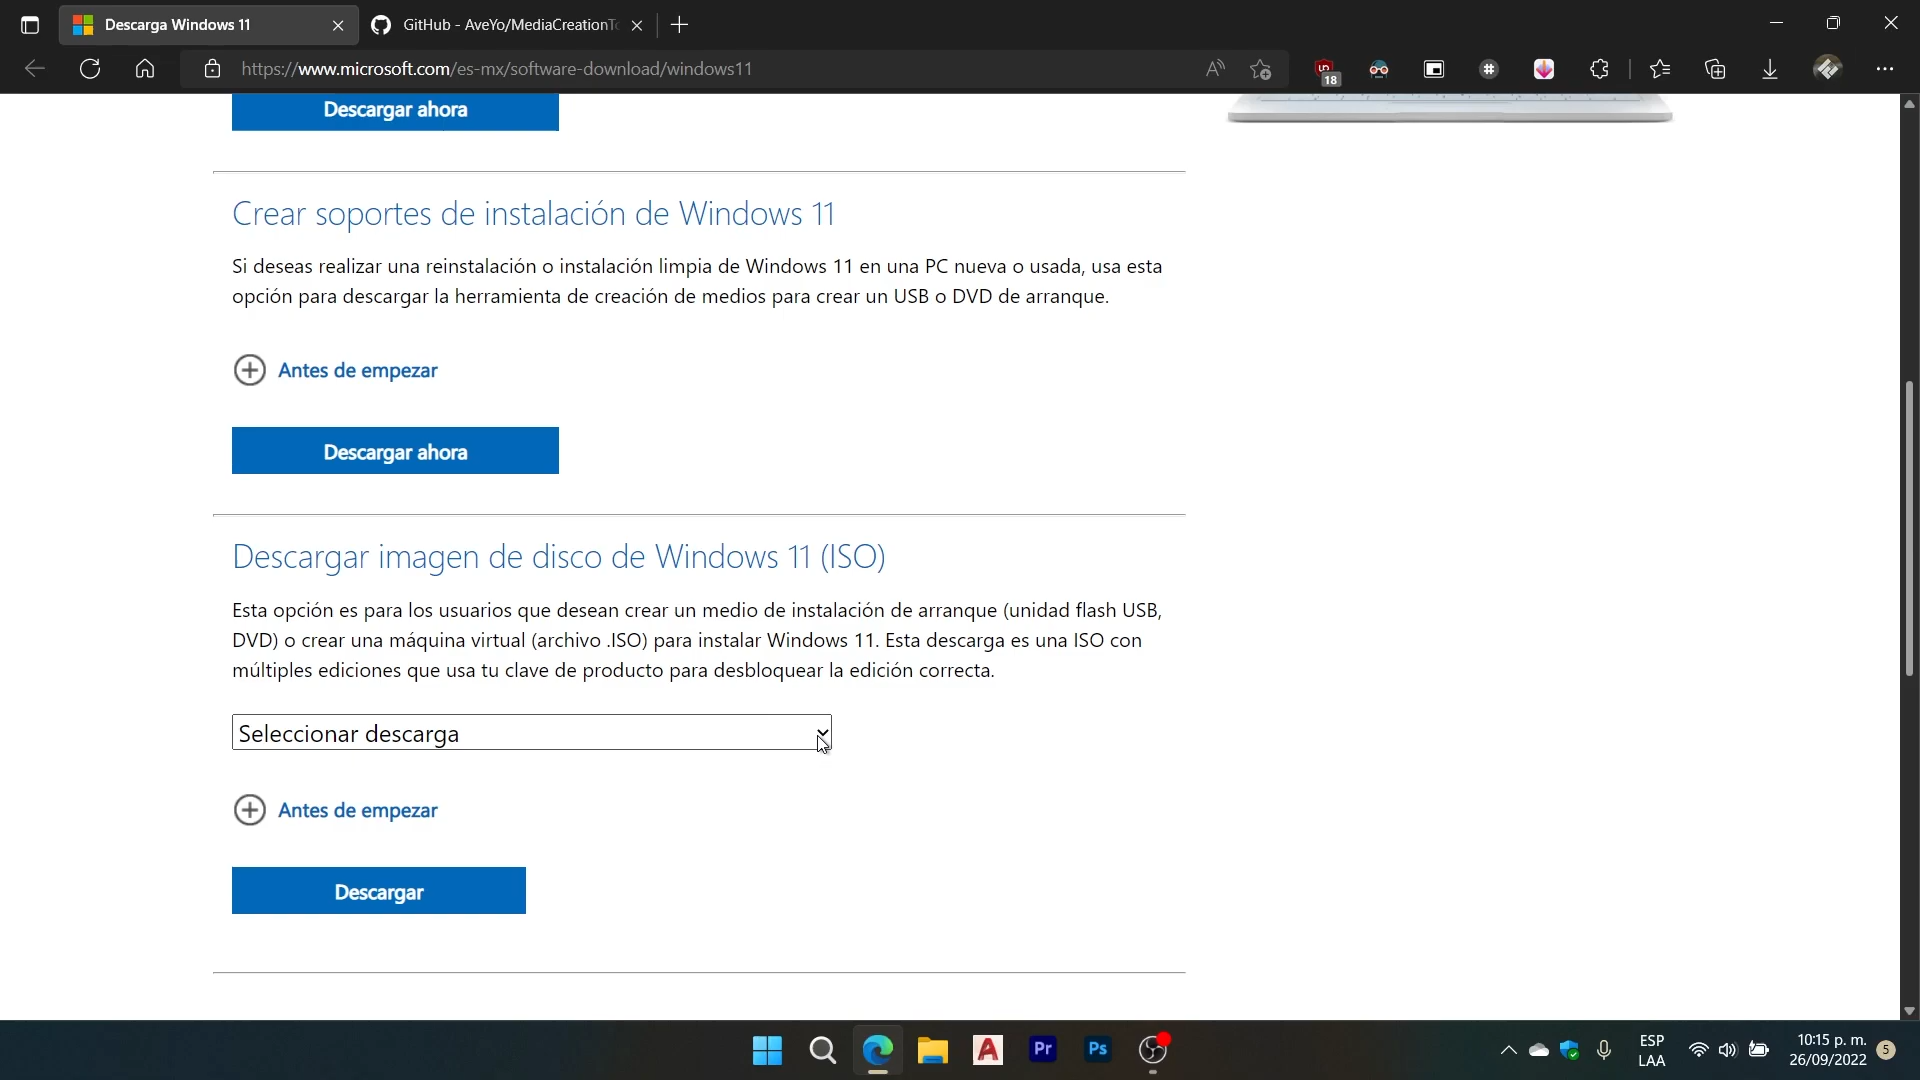 Descarga Windows 11
GitHub - AveYo/MediaCreationTo
https://www.microsoft.com/es-mx/software-download/windows11
18
Descargar ahora
Crear soportes de instalación de Windows 11
Si deseas realizar una reinstalación o instalación limpia de Windows 11 en una PC nueva o usada, usa esta
opción para descargar la herramienta de creación de medios para crear un USB o DVD de arranque.
Antes de empezar
Descargar ahora
Descargar imagen de disco de Windows 11 (ISO)
Esta opción es para los usuarios que desean crear un medio de instalación de arranque (unidad flash USB,
DVD) o crear una máquina virtual (archivo .ISO) para instalar Windows 11. Esta descarga es una ISO con
múltiples ediciones que usa tu clave de producto para desbloquear la edición correcta.
Seleccionar descarga
Antes de empezar
Descargar
Pr
Ps
ESP
LAA
10:15 p. m.
26/09/2022
5